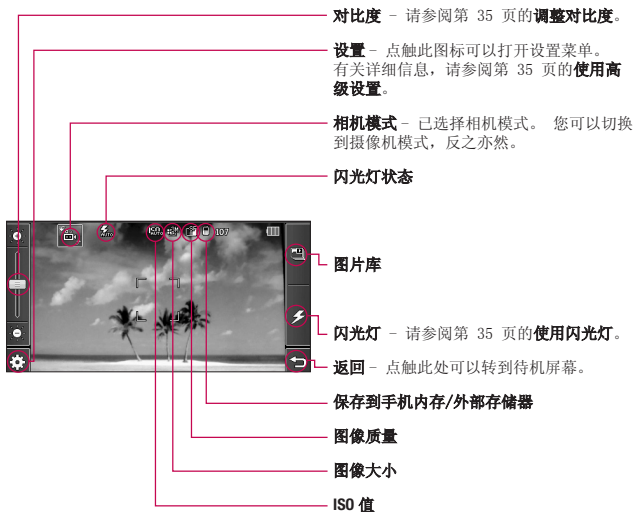 对比度 – 请参阅第 35 页的调整对比度。
设置 – 点触此图标可以打开设置菜单。
有关详细信息，请参阅第 35 页的使用高
级设置。
相机模式 – 已选择相机模式。 您可以切换
到摄像机模式，反之亦然。
闪光灯状态
AUTO
ISO
AUTO
107
图片库
闪光灯 – 请参阅第 35 页的使用闪光灯。
返回 – 点触此处可以转到待机屏幕。
保存到手机内存/外部存储器
图像质量
图像大小
ISO 值